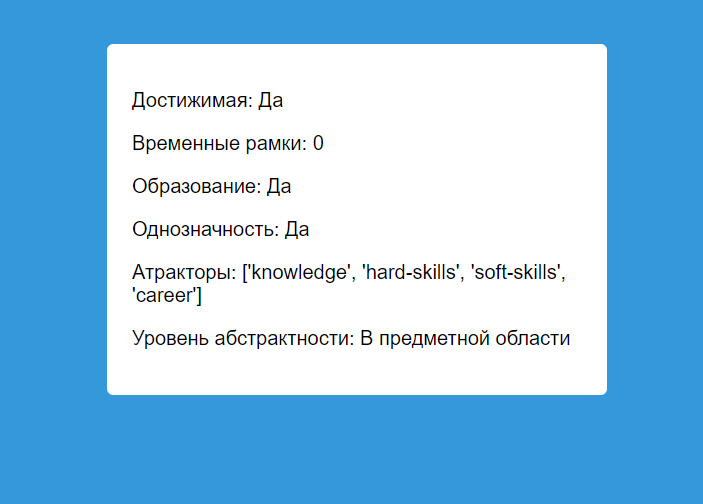 Достижимая: Да
Временные рамки: 0
Образование: Да
Однозначность: Да
Атракторы: ['knowledge', 'hard-skills', 'soft-skills',
'career']
Уровень абстрактности: В предметной области